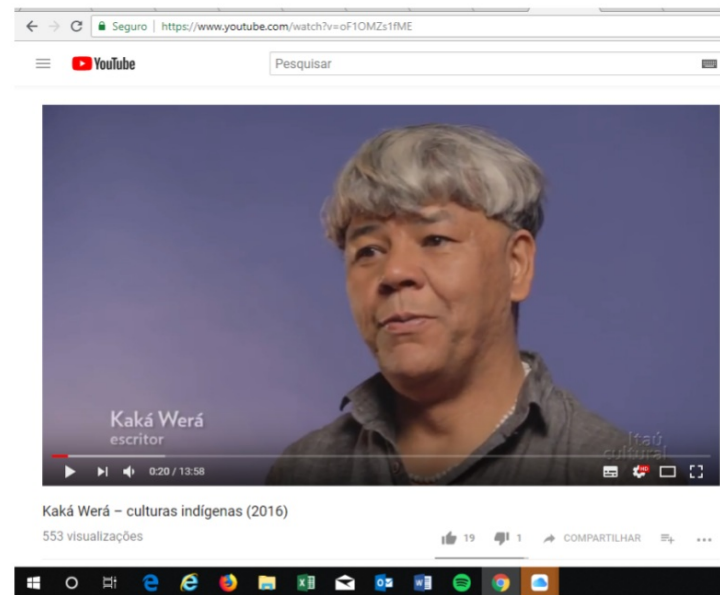 Seguro | https://www.youtube.com/watch?v=oF1OMZs1fME
YouTube
Pesquisar
Kaká Werá
escritor
Itaú
cultural
0:20 / 13:58
HD
Kaká Werá – culturas indígenas (2016)
553 visualizações
19
1
COMPARTILHAR